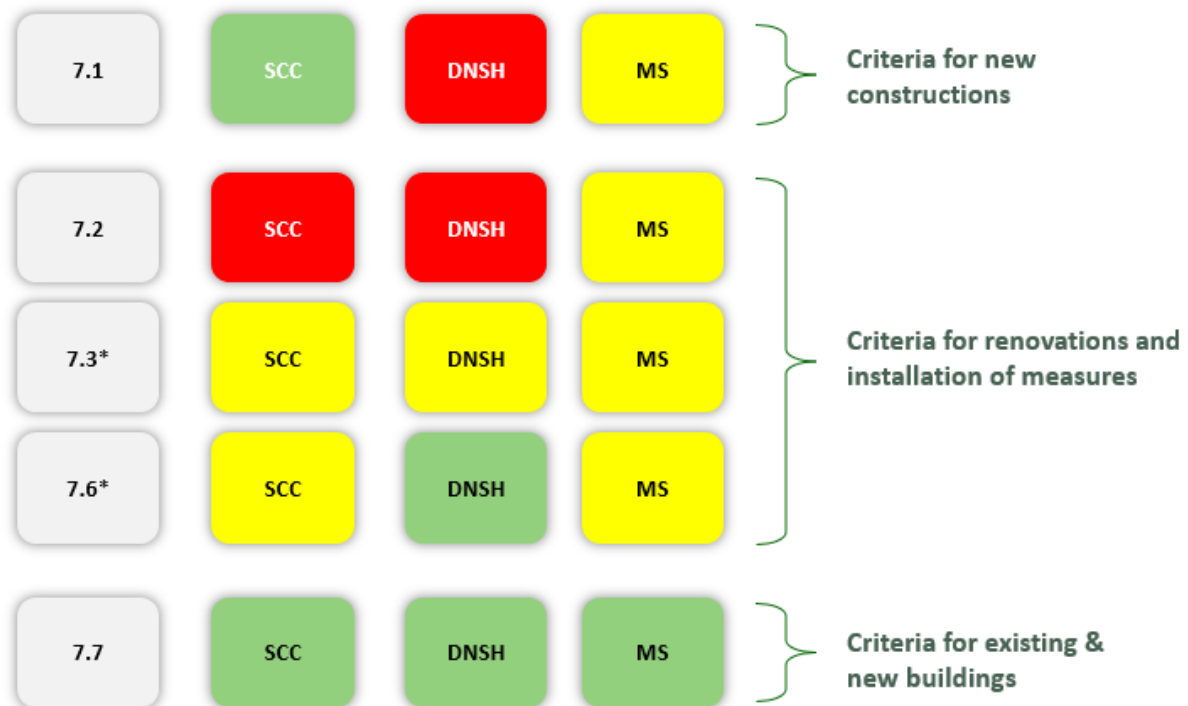 7.1 SCC DNSH MS Criteria for new
constructions
7.2 SCC DNSH MS
7.3* SCC DNSH MS Criteria for renovations and
installation of measures
7.6* SCC DNSH MS
7.7 SCC DNSH MS Criteria for existing &
new buildings